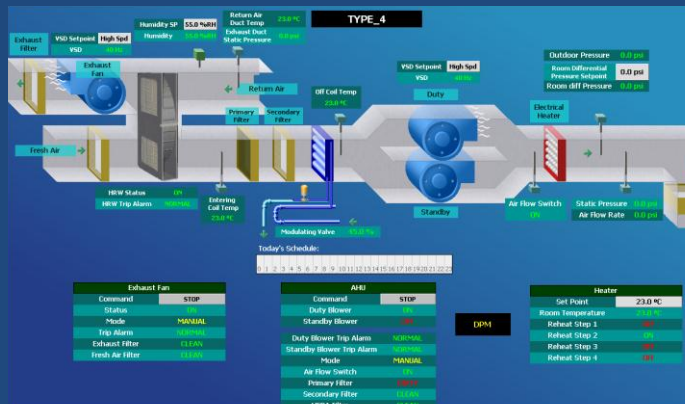 TYPE_4
Exhaust Filter
VSD Setpoint High Spd
VSD 40 Hz
Exhaust Fan
Humidity SP 55.0 %RH
Humidity 55.0 %RH
Return Air Duct Temp 23.0 ºC
Exhaust Duct Static Pressure 0.0 psi
Return Air
Off Coil Temp
23.0 ºC
VSD Setpoint High Spd
VSD 40 Hz
Duty
Outdoor Pressure 0.0 psi
Room Differential Pressure Setpoint 0.0 psi
Room diff Pressure 0.0 psi
Electrical Heater
Primary Filter
Secondary Filter
Fresh Air
HRW Status ON
HRW Trip Alarm NORMAL
Entering Coil Temp
23.0 ºC
Standby
Air Flow Switch
ON
Static Pressure 0.0 psi
Air Flow Rate 0.0 psi
Modulating Valve 45.0 %
Today's Schedule:
0 1 2 3 4 5 6 7 8 9 10 11 12 13 14 15 16 17 18 19 20 21 22 23
Exhaust Fan
Command STOP
Status ON
Mode MANUAL
Trip Alarm NORMAL
Exhaust Filter CLEAN
Fresh Air Filter CLEAN
AHU
Command STOP
Duty Blower ON
Standby Blower
Duty Blower Trip Alarm NORMAL
Standby Blower Trip Alarm NORMAL
Mode MANUAL
Air Flow Switch ON
Primary Filter
Secondary Filter CLEAN
DPM
Heater
Set Point 23.0 ºC
Room Temperature 23.0 ºC
Reheat Step 1 OFF
Reheat Step 2 ON
Reheat Step 3 OFF
Reheat Step 4 OFF